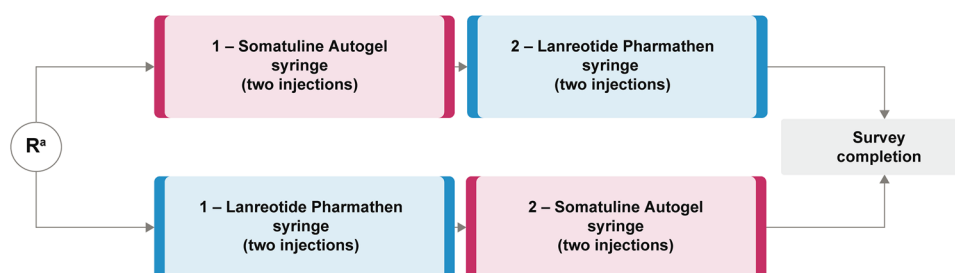 1 – Somatuline Autogel
syringe
(two injections)
2 – Lanreotide Pharmathen
syringe
(two injections)
Rᵃ
Survey
completion
1 – Lanreotide Pharmathen
syringe
(two injections)
2 – Somatuline Autogel
syringe
(two injections)